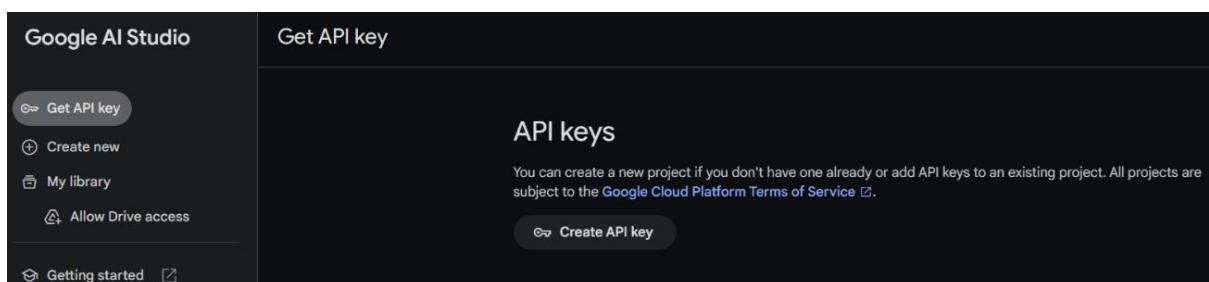 Google AI Studio
Get API key
Create new
My library
Allow Drive access
Getting started
Get API key
API keys
You can create a new project if you don't have one already or add API keys to an existing project. All projects are
subject to the Google Cloud Platform Terms of Service.
Create API key